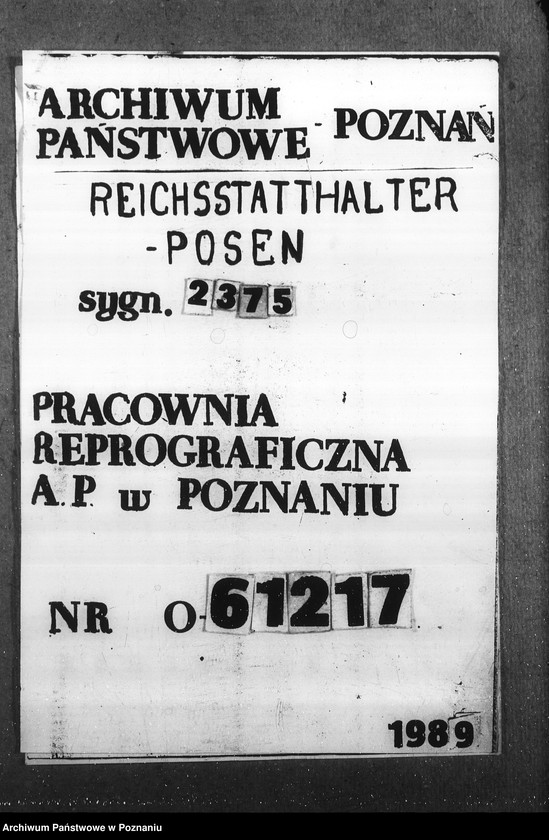 ARCHIWUM
PAŃSTWOWE - POZNAŃ
REICHSSTATTHALTER
-POSEN
sygn. 2375
PRACOWNIA
REPROGRAFICZNA
A.P. w POZNANIU
NR O-61217
1989
Archiwum Państwowe w Poznaniu